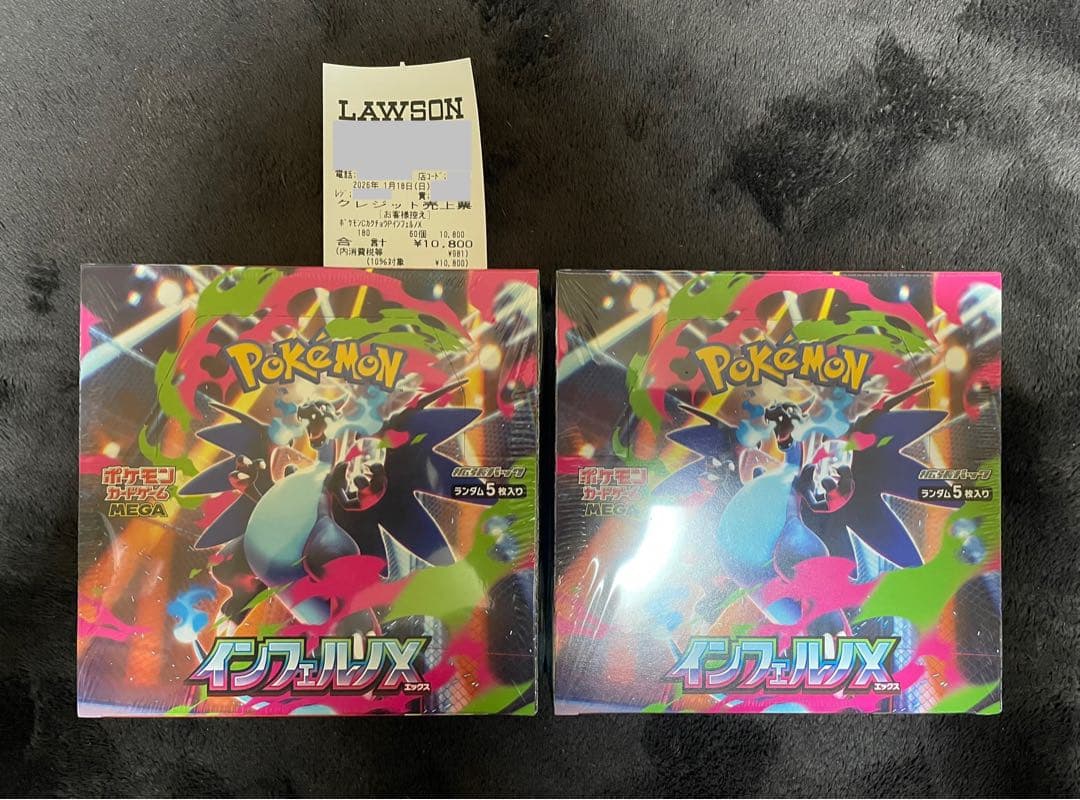 LAWSON
電話:
店コード:
2026年 1月18日(日)
レジ:
責:
クレジット売上票
[お客様控え]
ポケモンCカクチョウPインフェルノX
180 60個 10,800
合 計 ¥10,800
(内消費税等 ¥981)
(10%対象 ¥10,800)
POKéMON
ポケモン
カードゲーム
MEGA
拡張パック
ランダム5枚入り
インフェルノX
エックス
POKéMON
ポケモン
カードゲーム
MEGA
拡張パック
ランダム5枚入り
インフェルノX
エックス